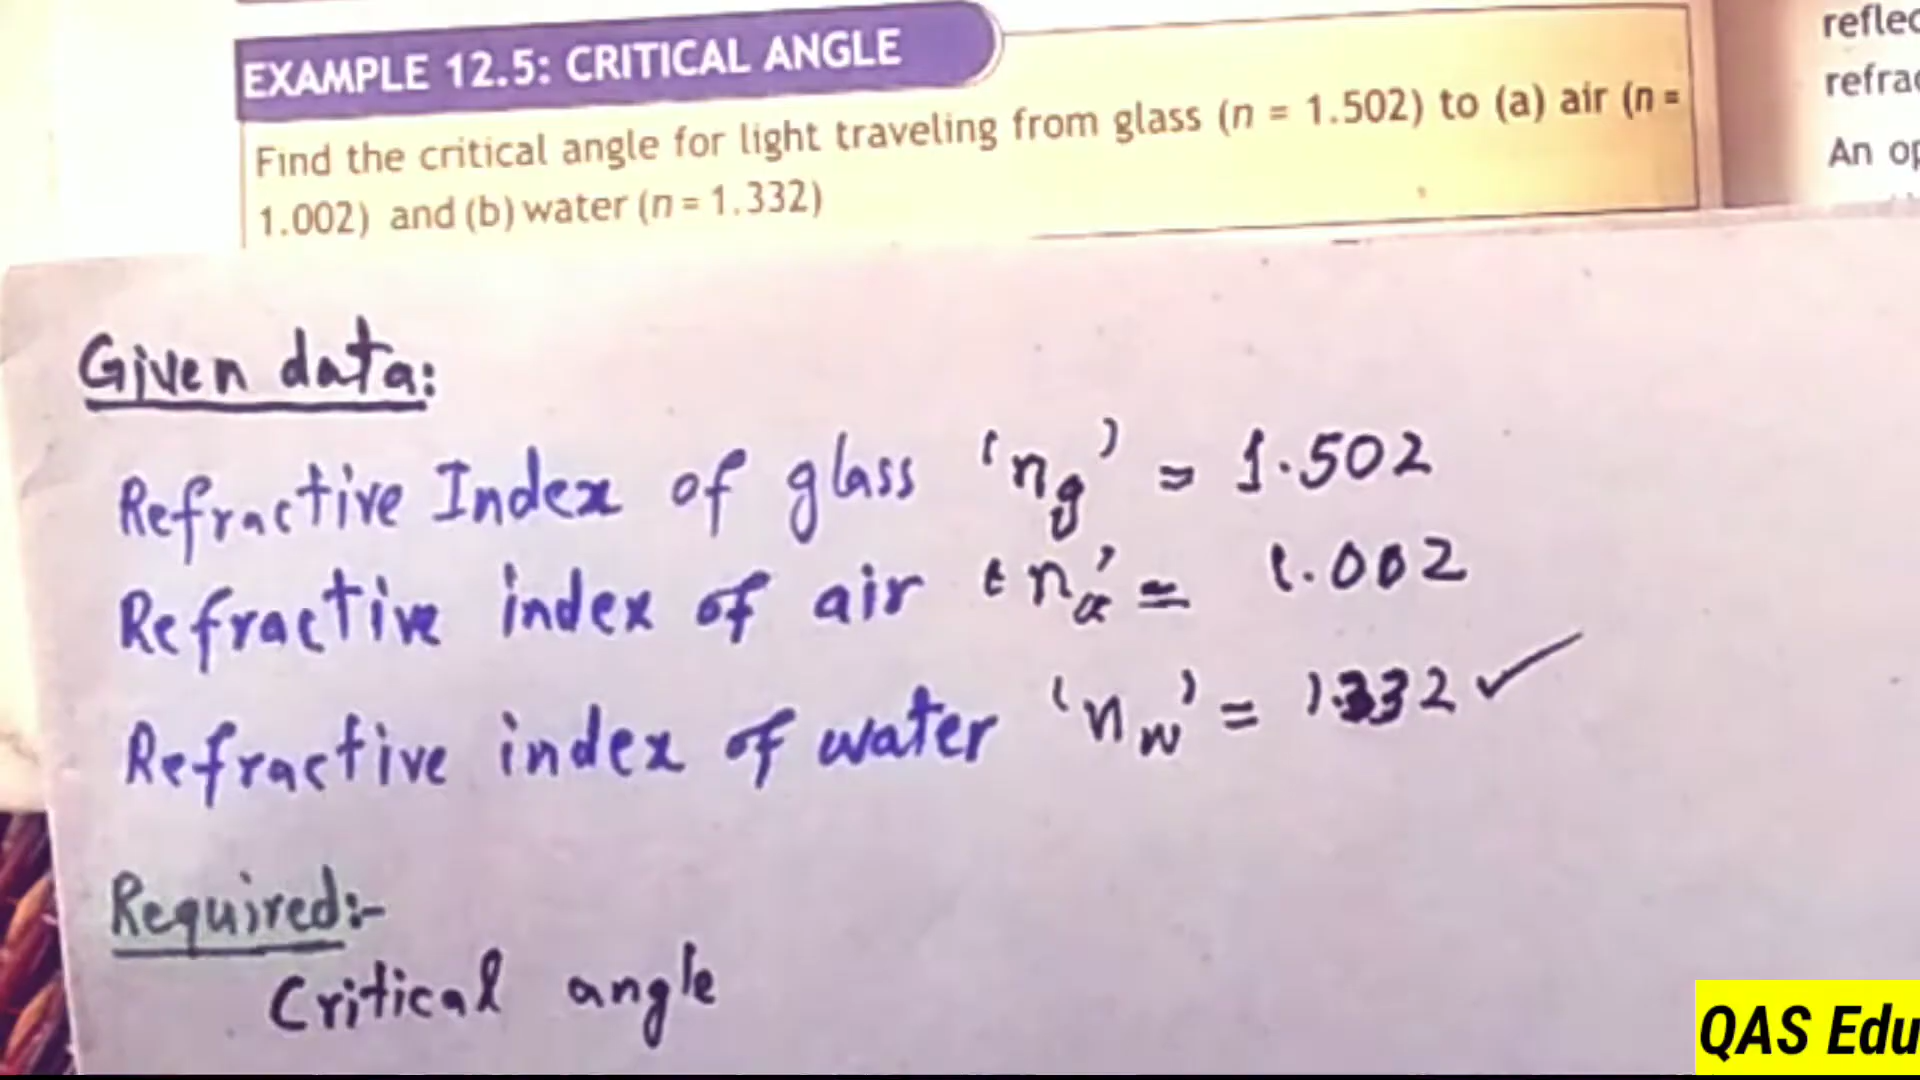 EXAMPLE 12.5: CRITICAL ANGLE
Find the critical angle for light traveling from glass (n = 1.502) to (a) air (n =
1.002) and (b) water (n = 1.332)
reflec
refrac
An op
Given data:
Refractive Index of glass 'ng' = 1.502
Refractive index of air 'na' = 1.002
Refractive index of water 'nw' = 1.332 ✓
Required:-
Critical angle
QAS Edu